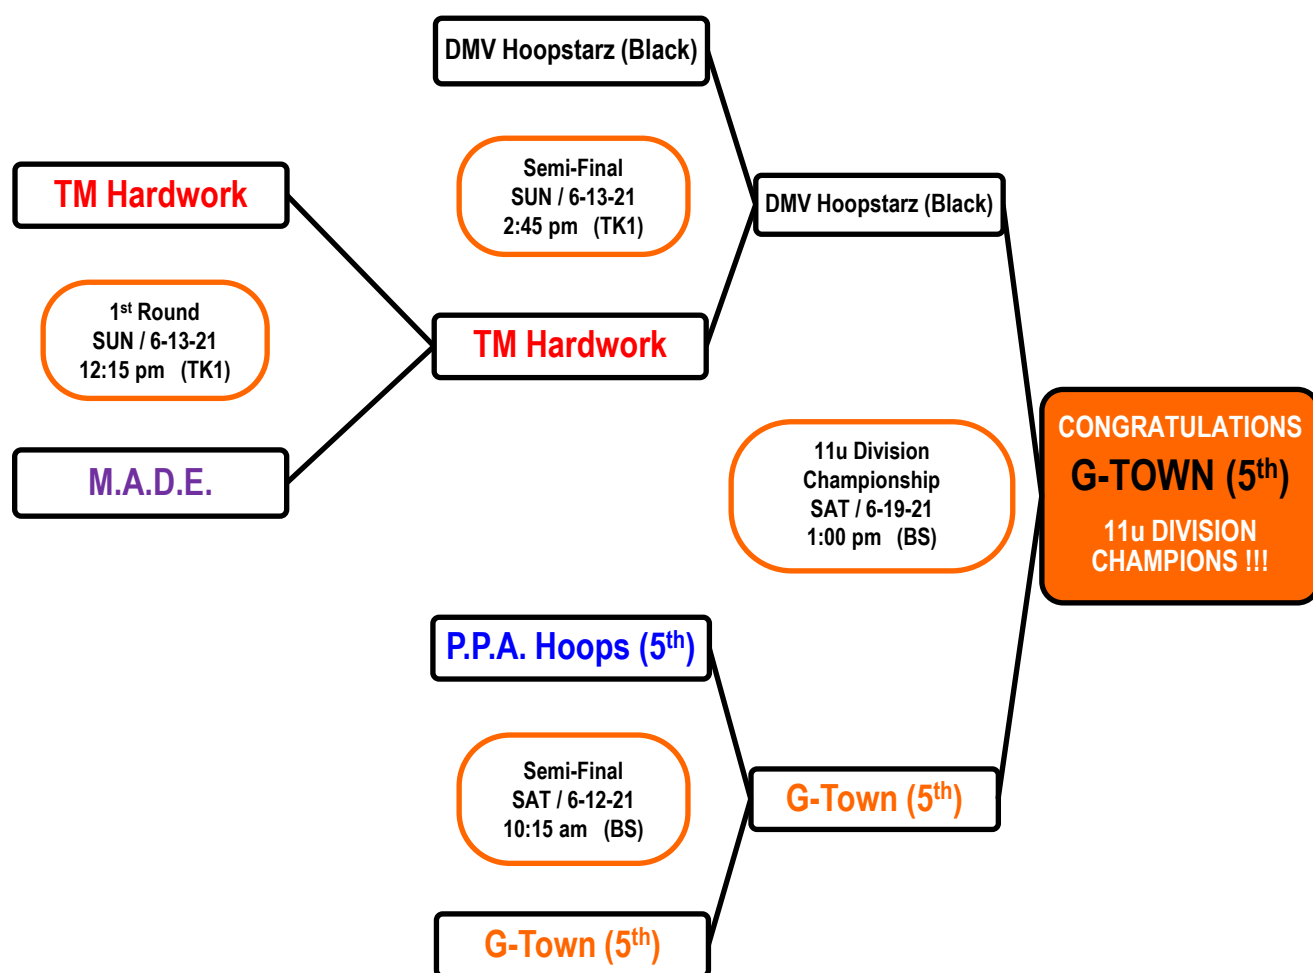 DMV Hoopstarz (Black)
Semi-Final
SUN / 6-13-21
2:45 pm (TK1)
TM Hardwork
DMV Hoopstarz (Black)
1st Round
SUN / 6-13-21
12:15 pm (TK1)
TM Hardwork
M.A.D.E.
11u Division
Championship
SAT / 6-19-21
1:00 pm (BS)
CONGRATULATIONS
G-TOWN (5th)
11u DIVISION
CHAMPIONS !!!
P.P.A. Hoops (5th)
Semi-Final
SAT / 6-12-21
10:15 am (BS)
G-Town (5th)
G-Town (5th)